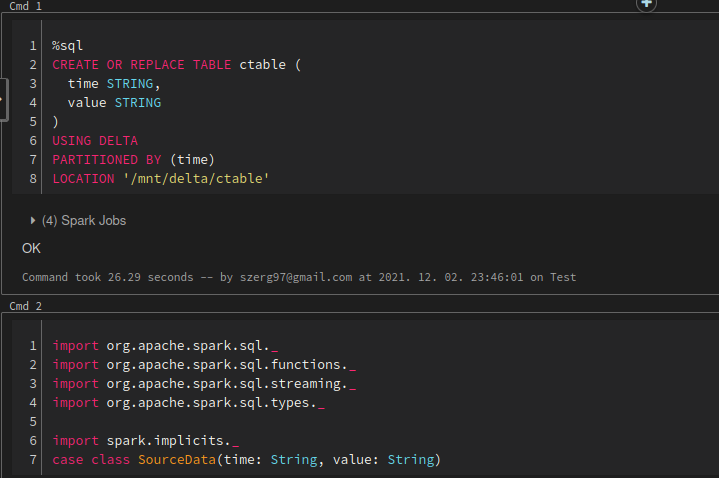 Cmd 1
1 %sql
2 CREATE OR REPLACE TABLE ctable (
3   time STRING,
4   value STRING
5 )
6 USING DELTA
7 PARTITIONED BY (time)
8 LOCATION '/mnt/delta/ctable'
(4) Spark Jobs
OK
Command took 26.29 seconds -- by szerg97@gmail.com at 2021. 12. 02. 23:46:01 on Test
Cmd 2
1 import org.apache.spark.sql._
2 import org.apache.spark.sql.functions._
3 import org.apache.spark.sql.streaming._
4 import org.apache.spark.sql.types._
5
6 import spark.implicits._
7 case class SourceData(time: String, value: String)